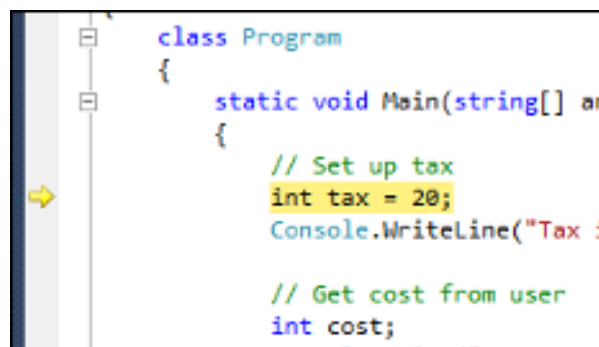 class Program
{
static void Main(string[]
{
// Set up tax
int tax = 20;
Console.WriteLine("Tax
// Get cost from user
int cost;